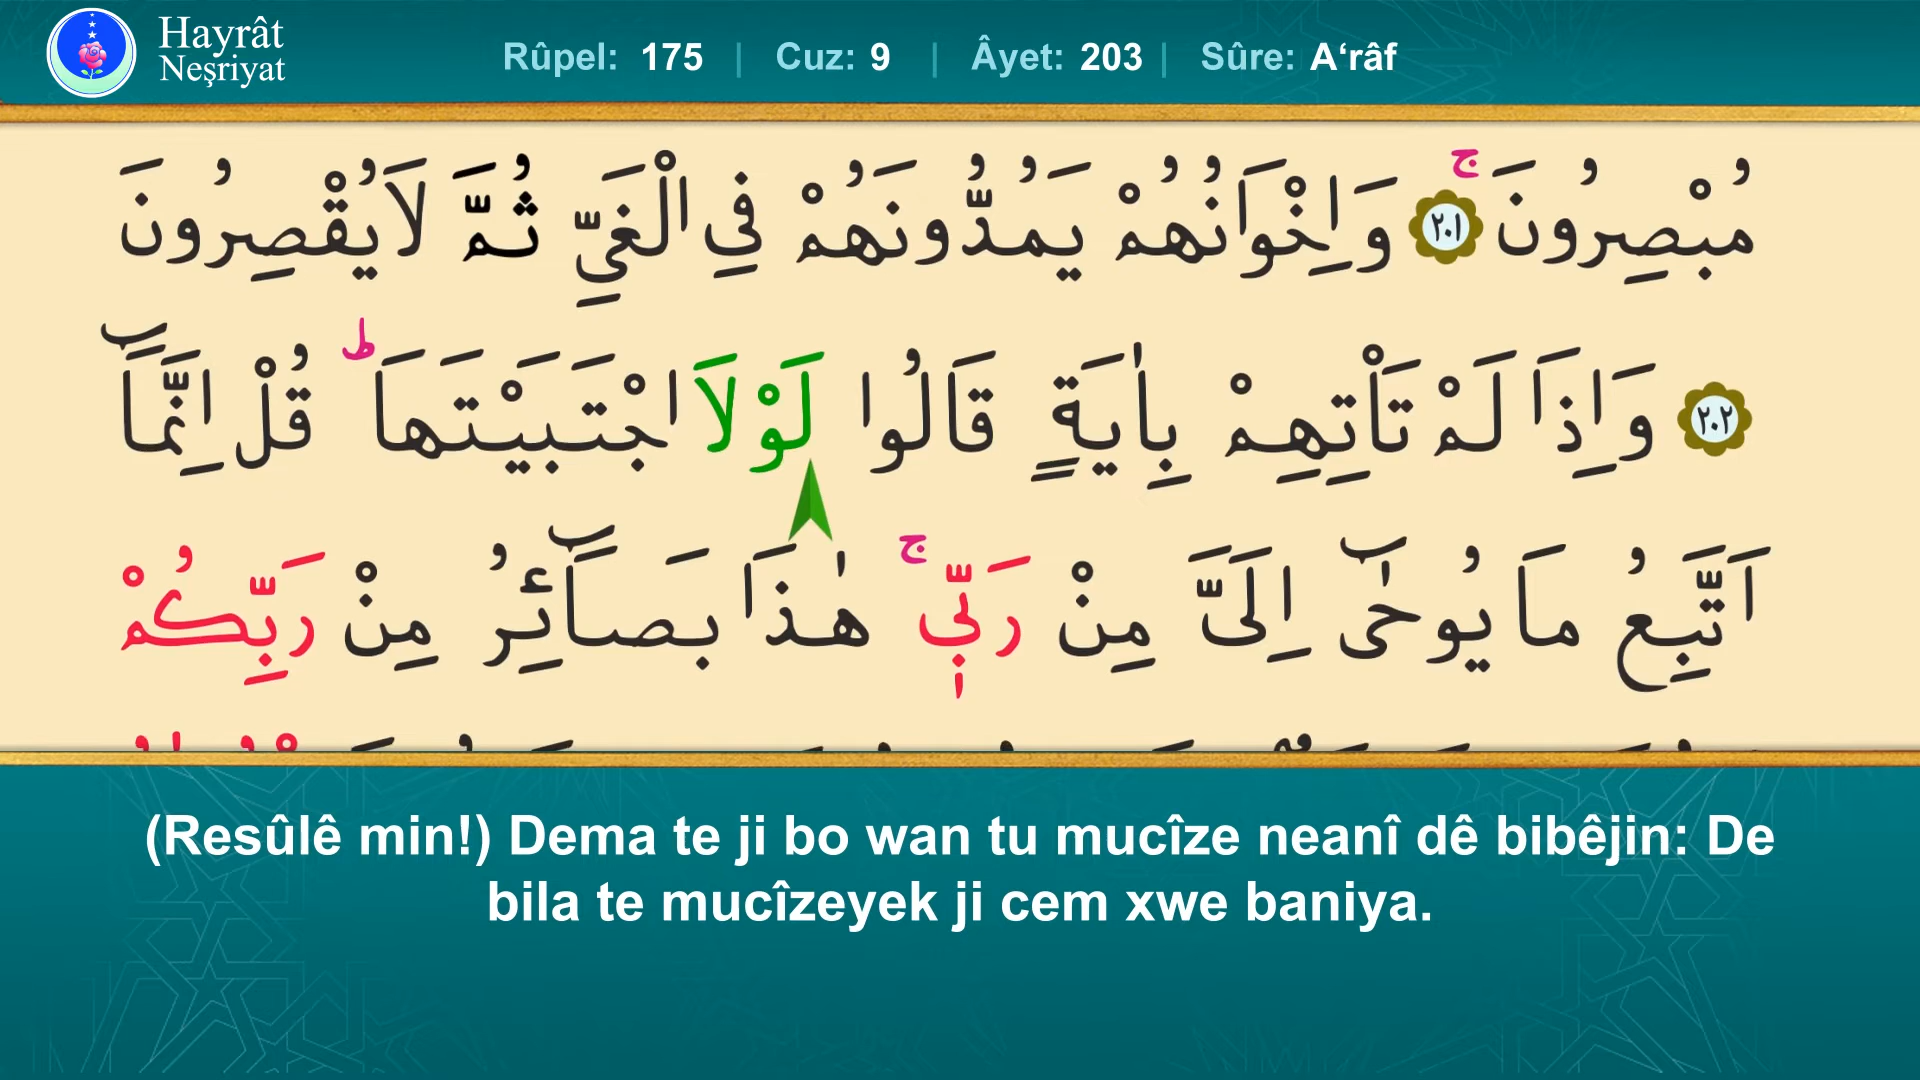 Hayrât
Neşriyat
Rûpel: 175 | Cuz: 9 | Âyet: 203 | Sûre: A‘râf
مُبْصِرُونَ ۚ ﴿٢٠١﴾ وَاِخْوَانُهُمْ يَمُدُّونَهُمْ فِي الْغَيِّ ثُمَّ لَا يُقْصِرُونَ
﴿٢٠٢﴾ وَاِذَا لَمْ تَأْتِهِمْ بِاٰيَةٍ قَالُوا لَوْلَا اجْتَبَيْتَهَا ۜؕ قُلْ اِنَّمَٓا
اَتَّبِعُ مَا يُوحٰٓى اِلَيَّ مِنْ رَبّ۪ي ۚ هٰذَا بَصَٓائِرُ مِنْ رَبِّكُمْ
(Resûlê min!) Dema te ji bo wan tu mucîze neanî dê bibêjin: De
bila te mucîzeyek ji cem xwe baniya.